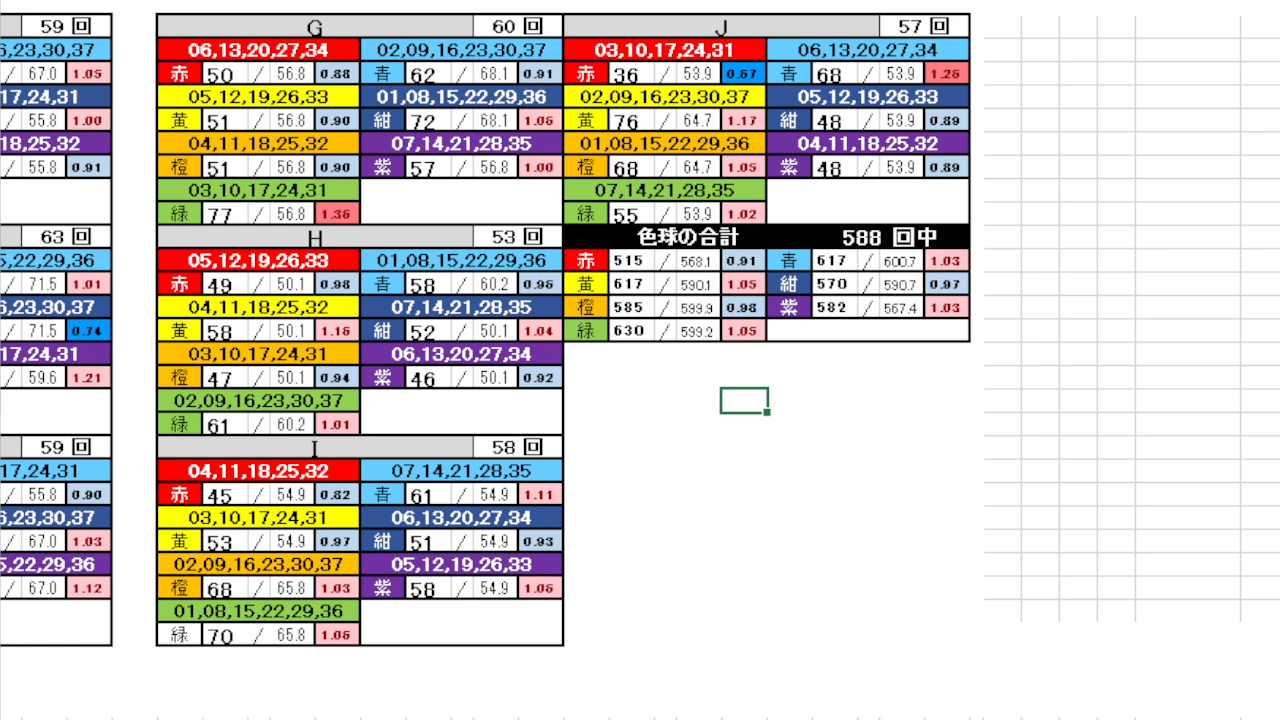 59 回 G 60 回 J 57 回
6,23,30,37 06,13,20,27,34 02,09,16,23,30,37 03,10,17,24,31 06,13,20,27,34
/ 67.0 1.05 赤 50 / 56.8 0.88 青 62 / 68.1 0.91 赤 36 / 53.9 0.67 青 68 / 53.9 1.26
17,24,31 05,12,19,26,33 01,08,15,22,29,36 02,09,16,23,30,37 05,12,19,26,33
/ 55.8 1.00 黄 51 / 56.8 0.90 紺 72 / 68.1 1.06 黄 76 / 64.7 1.17 紺 48 / 53.9 0.89
18,25,32 04,11,18,25,32 07,14,21,28,35 01,08,15,22,29,36 04,11,18,25,32
/ 55.8 0.91 橙 51 / 56.8 0.90 紫 57 / 56.8 1.00 橙 68 / 64.7 1.05 紫 48 / 53.9 0.89
03,10,17,24,31 07,14,21,28,35
緑 77 / 56.8 1.36 緑 55 / 53.9 1.02
63 回 H 53 回 色球の合計 588 回中
5,22,29,36 05,12,19,26,33 01,08,15,22,29,36 赤 515 / 568.1 0.91 青 617 / 600.7 1.03
/ 71.5 1.01 赤 49 / 50.1 0.98 青 58 / 60.2 0.96 黄 617 / 590.1 1.05 紺 570 / 590.7 0.97
6,23,30,37 04,11,18,25,32 07,14,21,28,35 橙 585 / 599.9 0.98 紫 582 / 567.4 1.03
/ 71.5 0.74 黄 58 / 50.1 1.16 紺 52 / 50.1 1.04 緑 630 / 599.2 1.05
17,24,31 03,10,17,24,31 06,13,20,27,34
/ 59.6 1.21 橙 47 / 50.1 0.94 紫 46 / 50.1 0.92
02,09,16,23,30,37
緑 61 / 60.2 1.01
59 回 I 58 回
17,24,31 04,11,18,25,32 07,14,21,28,35
/ 55.8 0.90 赤 45 / 54.9 0.82 青 61 / 54.9 1.11
6,23,30,37 03,10,17,24,31 06,13,20,27,34
/ 67.0 1.03 黄 53 / 54.9 0.97 紺 51 / 54.9 0.93
5,22,29,36 02,09,16,23,30,37 05,12,19,26,33
/ 67.0 1.12 橙 68 / 65.8 1.03 紫 58 / 54.9 1.06
01,08,15,22,29,36
緑 70 / 65.8 1.06